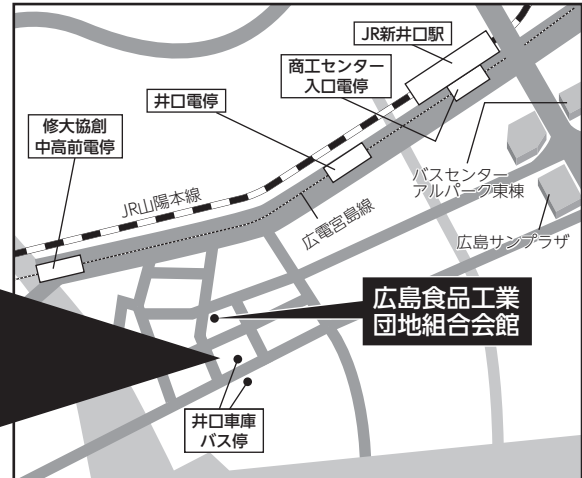 JR新井口駅
商工センター
入口電停
井口電停
修大協創
中高前電停
バスセンター
アルパーク東棟
JR山陽本線
広電宮島線
広島サンプラザ
広島食品工業
団地組合会館
井口車庫
バス停